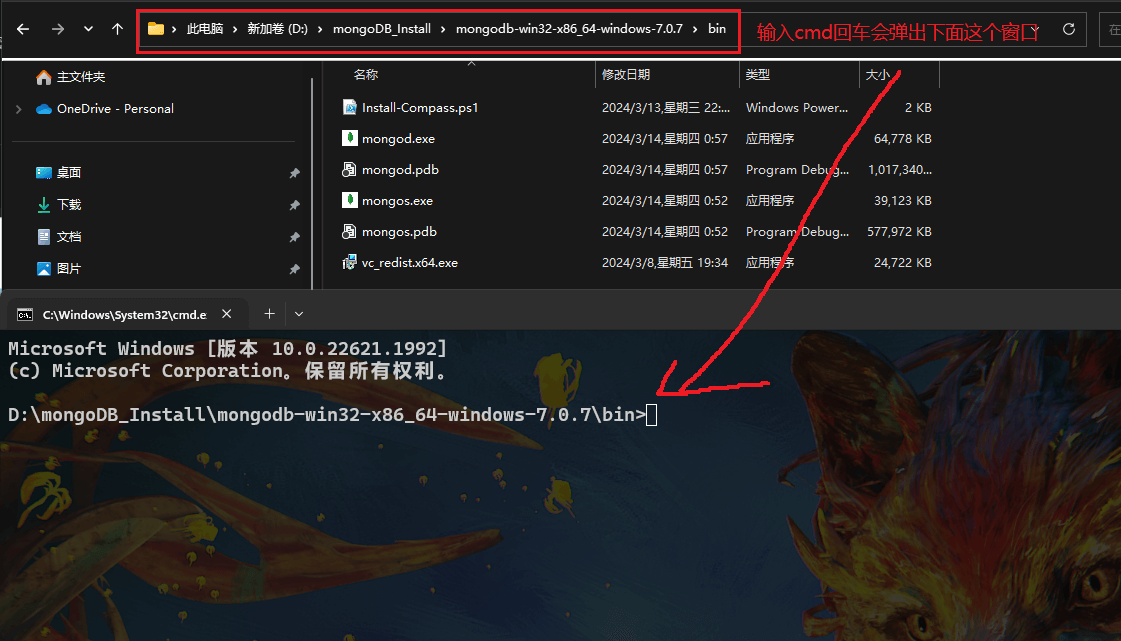 此电脑 新加卷 (D:) mongoDB_Install mongodb-win32-x86_64-windows-7.0.7 bin
输入cmd回车会弹出下面这个窗口
在
主文件夹
OneDrive - Personal
桌面
下载
文档
图片
名称 修改日期 类型 大小
Install-Compass.ps1 2024/3/13,星期三 22:... Windows Power... 2 KB
mongod.exe 2024/3/14,星期四 0:57 应用程序 64,778 KB
mongod.pdb 2024/3/14,星期四 0:57 Program Debug... 1,017,340...
mongos.exe 2024/3/14,星期四 0:52 应用程序 39,123 KB
mongos.pdb 2024/3/14,星期四 0:52 Program Debug... 577,972 KB
vc_redist.x64.exe 2024/3/8,星期五 19:34 应用程序 24,722 KB
C:\Windows\System32\cmd.e
Microsoft Windows [版本 10.0.22621.1992]
(c) Microsoft Corporation。保留所有权利。
D:\mongoDB_Install\mongodb-win32-x86_64-windows-7.0.7\bin>